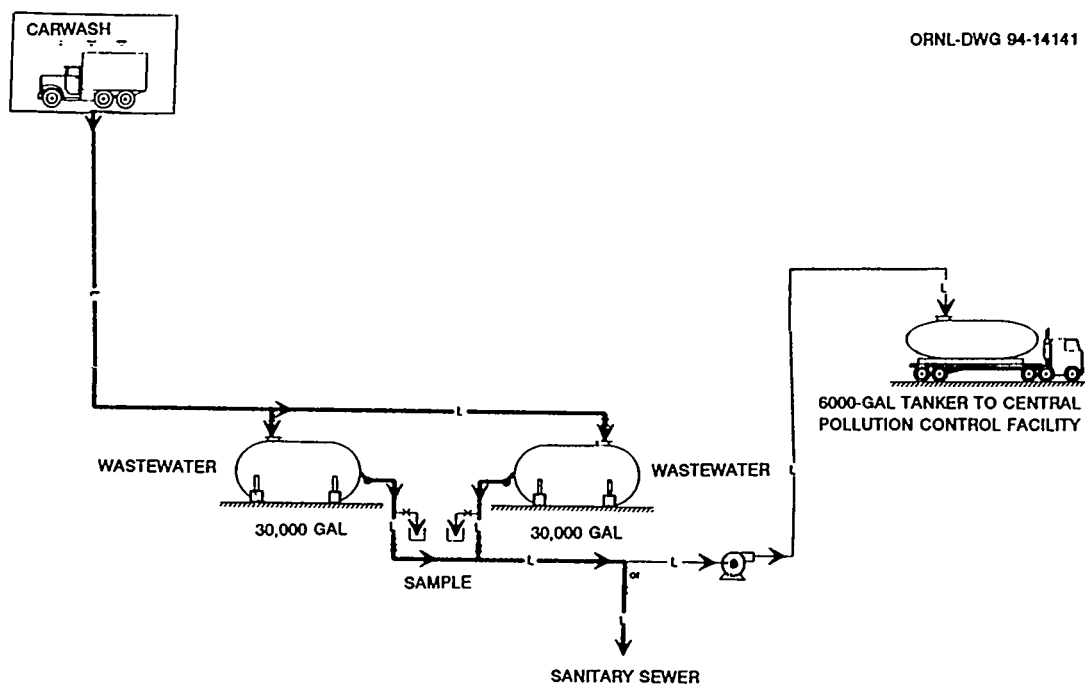 CARWASH
ORNL-DWG 94-14141
L
L
L
6000-GAL TANKER TO CENTRAL
POLLUTION CONTROL FACILITY
WASTEWATER
WASTEWATER
L
30,000 GAL
30,000 GAL
L
L
L
L
or
SAMPLE
L
SANITARY SEWER